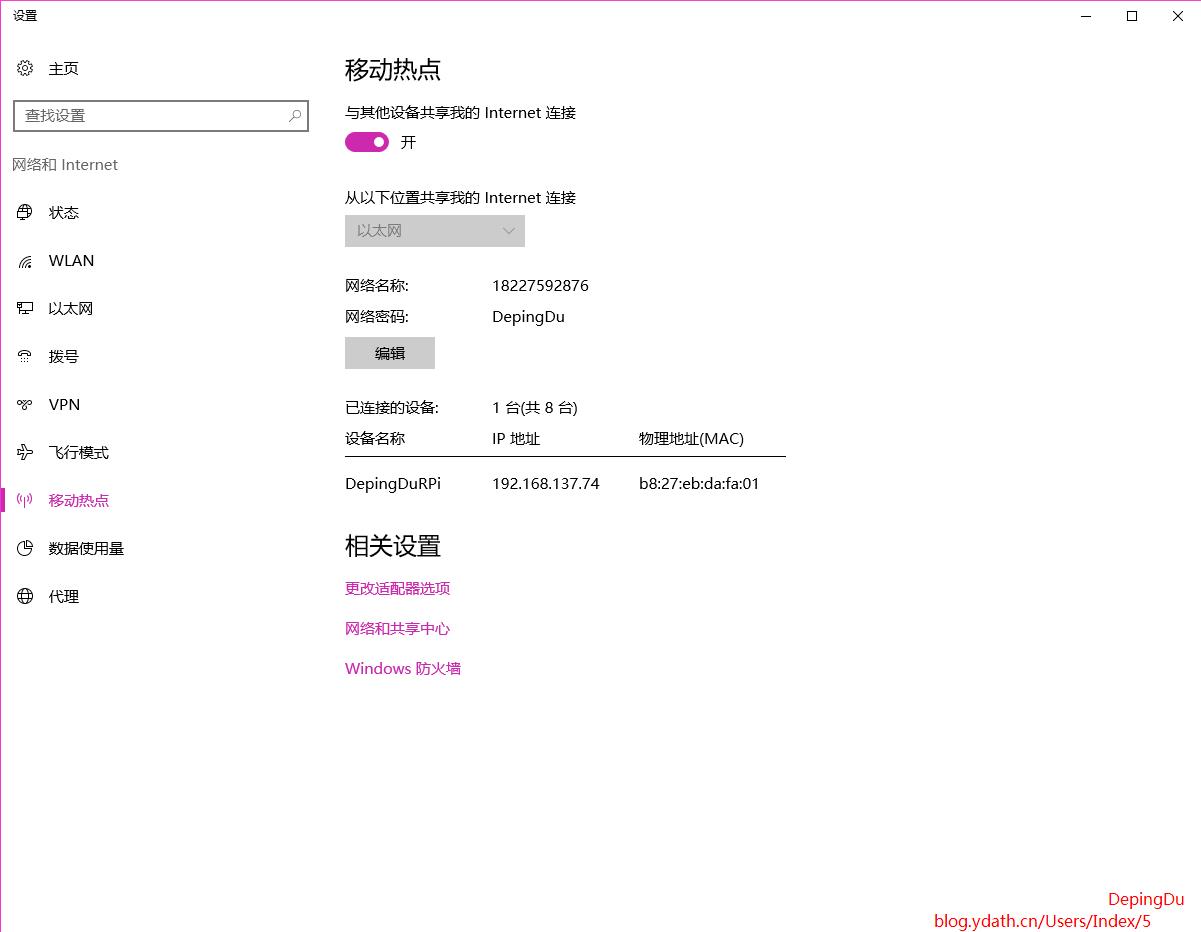 设置
主页
查找设置
网络和 Internet
状态
WLAN
以太网
拨号
VPN
飞行模式
移动热点
数据使用量
代理
移动热点
与其他设备共享我的 Internet 连接
开
从以下位置共享我的 Internet 连接
以太网
网络名称: 18227592876
网络密码: DepingDu
编辑
已连接的设备: 1 台(共 8 台)
设备名称 IP 地址 物理地址(MAC)
DepingDuRPi 192.168.137.74 b8:27:eb:da:fa:01
相关设置
更改适配器选项
网络和共享中心
Windows 防火墙
DepingDu
blog.ydath.cn/Users/Index/5